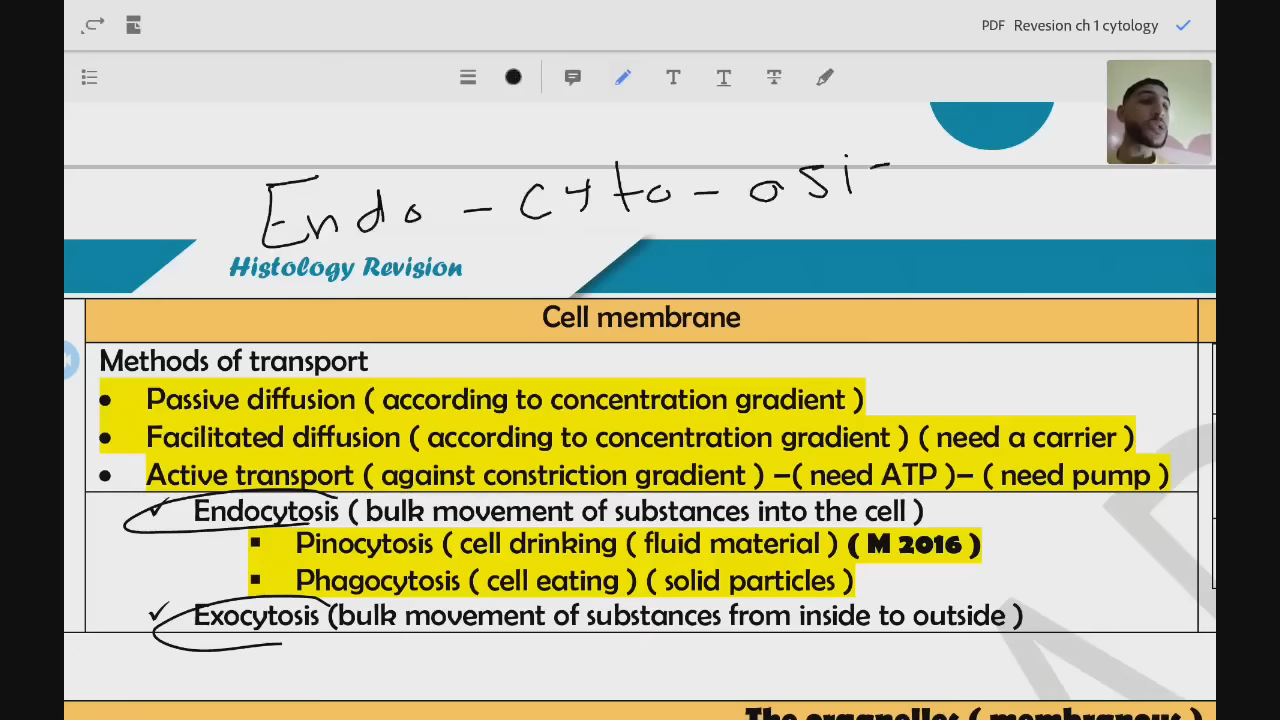 PDF Revesion ch 1 cytology
Endo - cyto - osi
Histology Revision
Cell membrane
Methods of transport
• Passive diffusion ( according to concentration gradient )
• Facilitated diffusion ( according to concentration gradient ) ( need a carrier )
• Active transport ( against constriction gradient ) –( need ATP )– ( need pump )
✓ Endocytosis ( bulk movement of substances into the cell )
▪ Pinocytosis ( cell drinking ( fluid material ) ( M 2016 )
▪ Phagocytosis ( cell eating ) ( solid particles )
✓ Exocytosis (bulk movement of substances from inside to outside )
The organelles ( membranous )